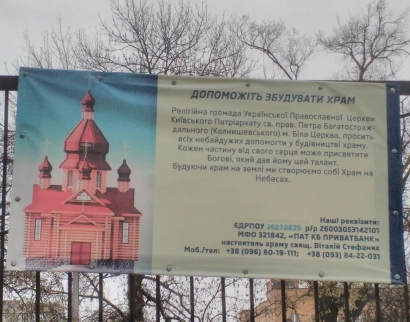 ДОПОМОЖІТЬ ЗБУДУВАТИ ХРАМ
Релігійна громада Української Православної Церкви
Київського Патріархату св. прав. Петра Багатостраж-
дального (Калнишевського) м. Біла Церква, просить
всіх небайдужих допомогти у будівництві храму.
Кожен частину від свого серця може присвятити
Богові, який дав йому цей талант.
Будуючи храм на землі ми створюємо собі Храм на
Небесах.
Наші реквізити:
ЄДРПОУ р/р 26003053142101
МФО 321842, «ПАТ КБ ПРИВАТБАНК»
настоятель храму свящ. Віталій Стефаник
Моб./тел: +38 (096) 80-19-111; +38 (093) 84-22-031